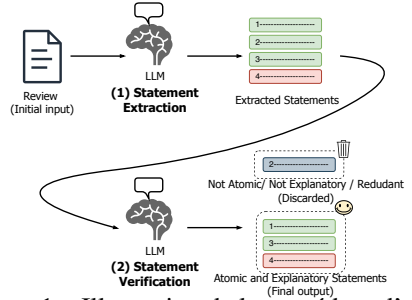 1--------------------
2--------------------
3--------------------
4--------------------
LLM
Review
(Initial input)
(1) Statement
Extraction
Extracted Statements
2--------------------
Not Atomic/ Not Explanatory / Redudant
(Discarded)
1--------------------
3--------------------
4--------------------
LLM
(2) Statement
Verification
Atomic and Explanatory Statements
(Final output)